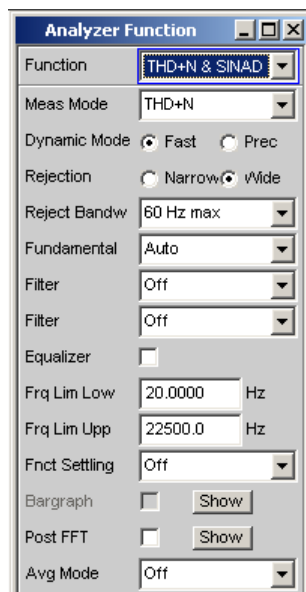 Analyzer Function
Function THD+N & SINAD
Meas Mode THD+N
Dynamic Mode Fast Prec
Rejection Narrow Wide
Reject Bandw 60 Hz max
Fundamental Auto
Filter Off
Filter Off
Equalizer
Frq Lim Low 20.0000 Hz
Frq Lim Upp 22500.0 Hz
Fnct Settling Off
Bargraph Show
Post FFT Show
Avg Mode Off